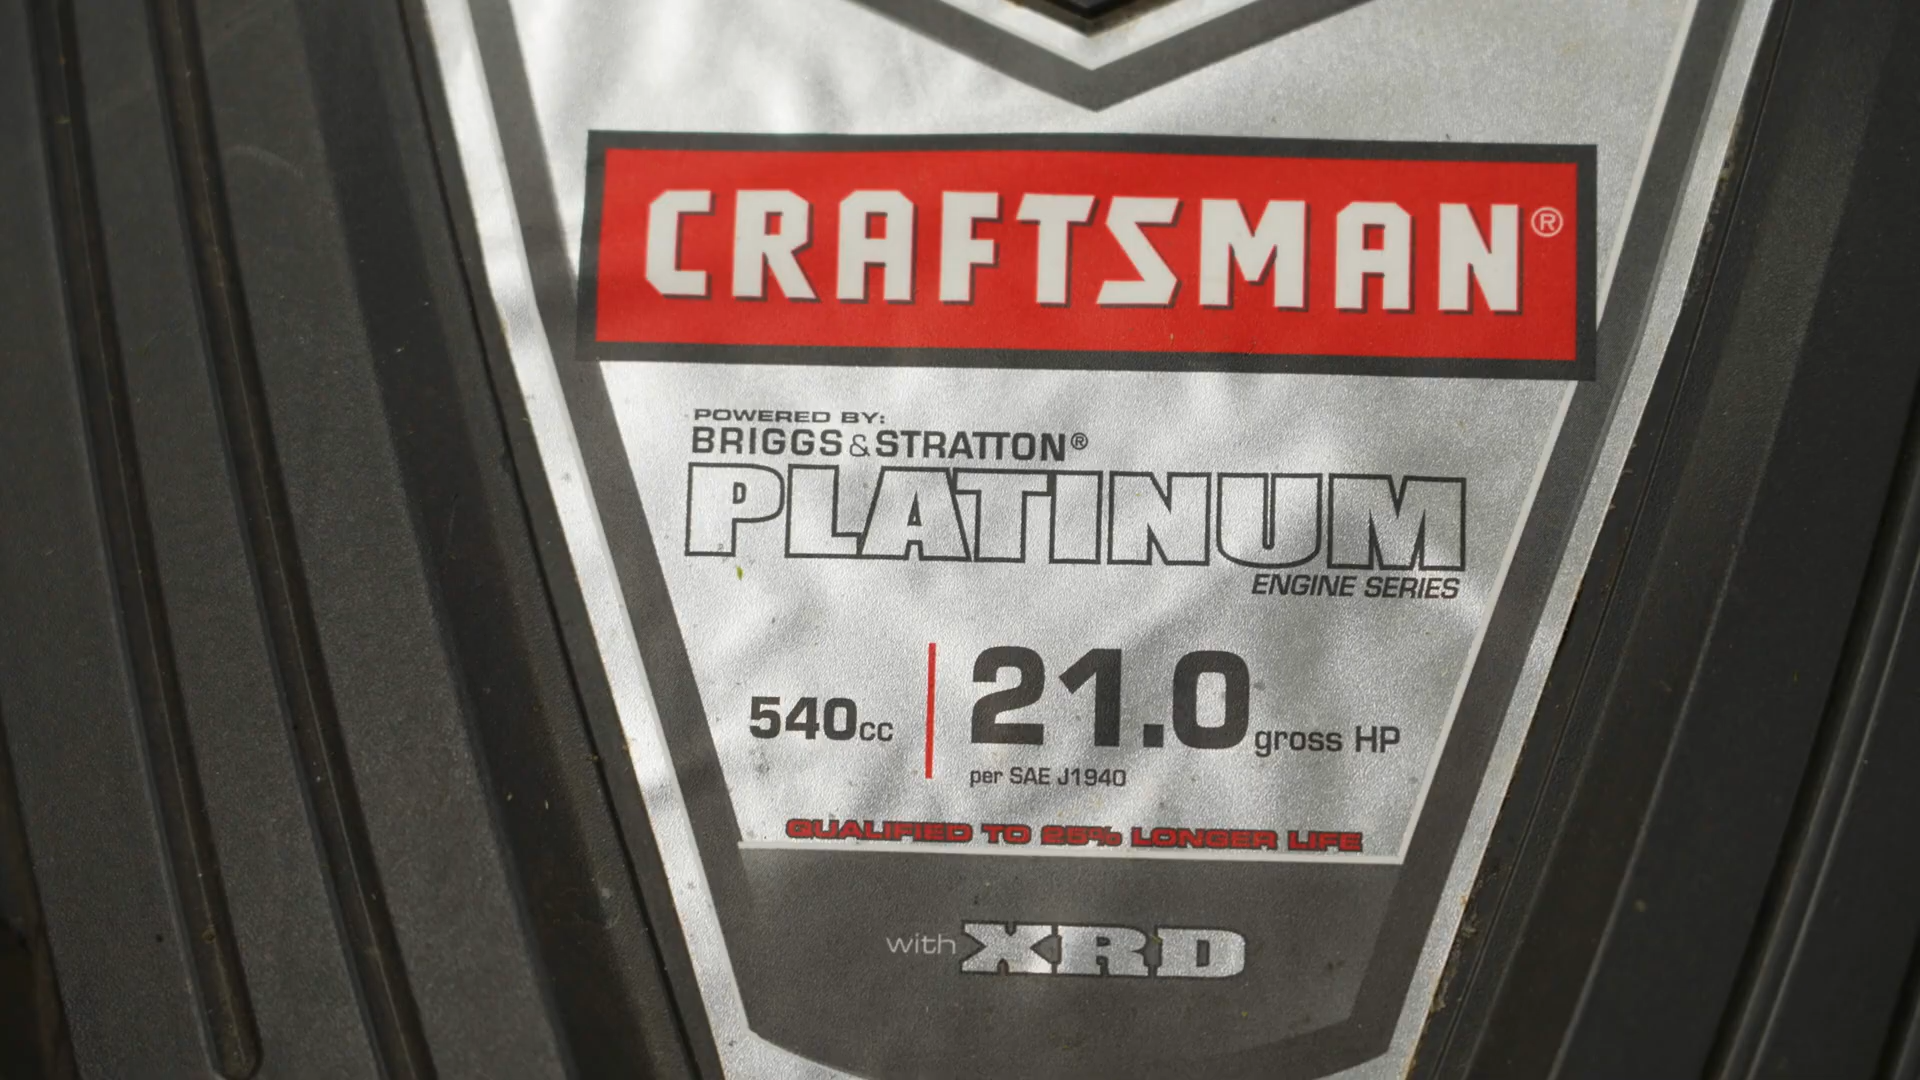 CRAFTSMAN®
POWERED BY:
BRIGGS & STRATTON®
PLATINUM
ENGINE SERIES
540cc | 21.0 gross HP
per SAE J1940
QUALIFIED TO 25% LONGER LIFE
with XRD